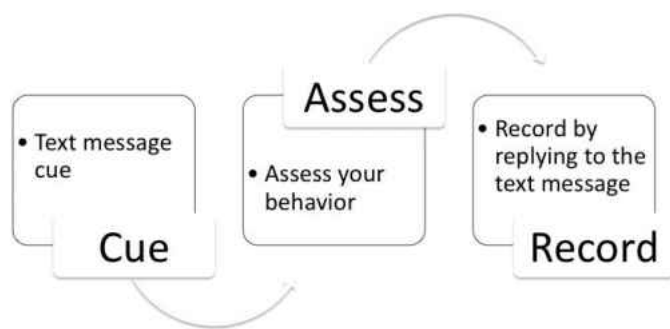 • Text message
cue
Cue
Assess
• Assess your
behavior
• Record by
replying to the
text message
Record